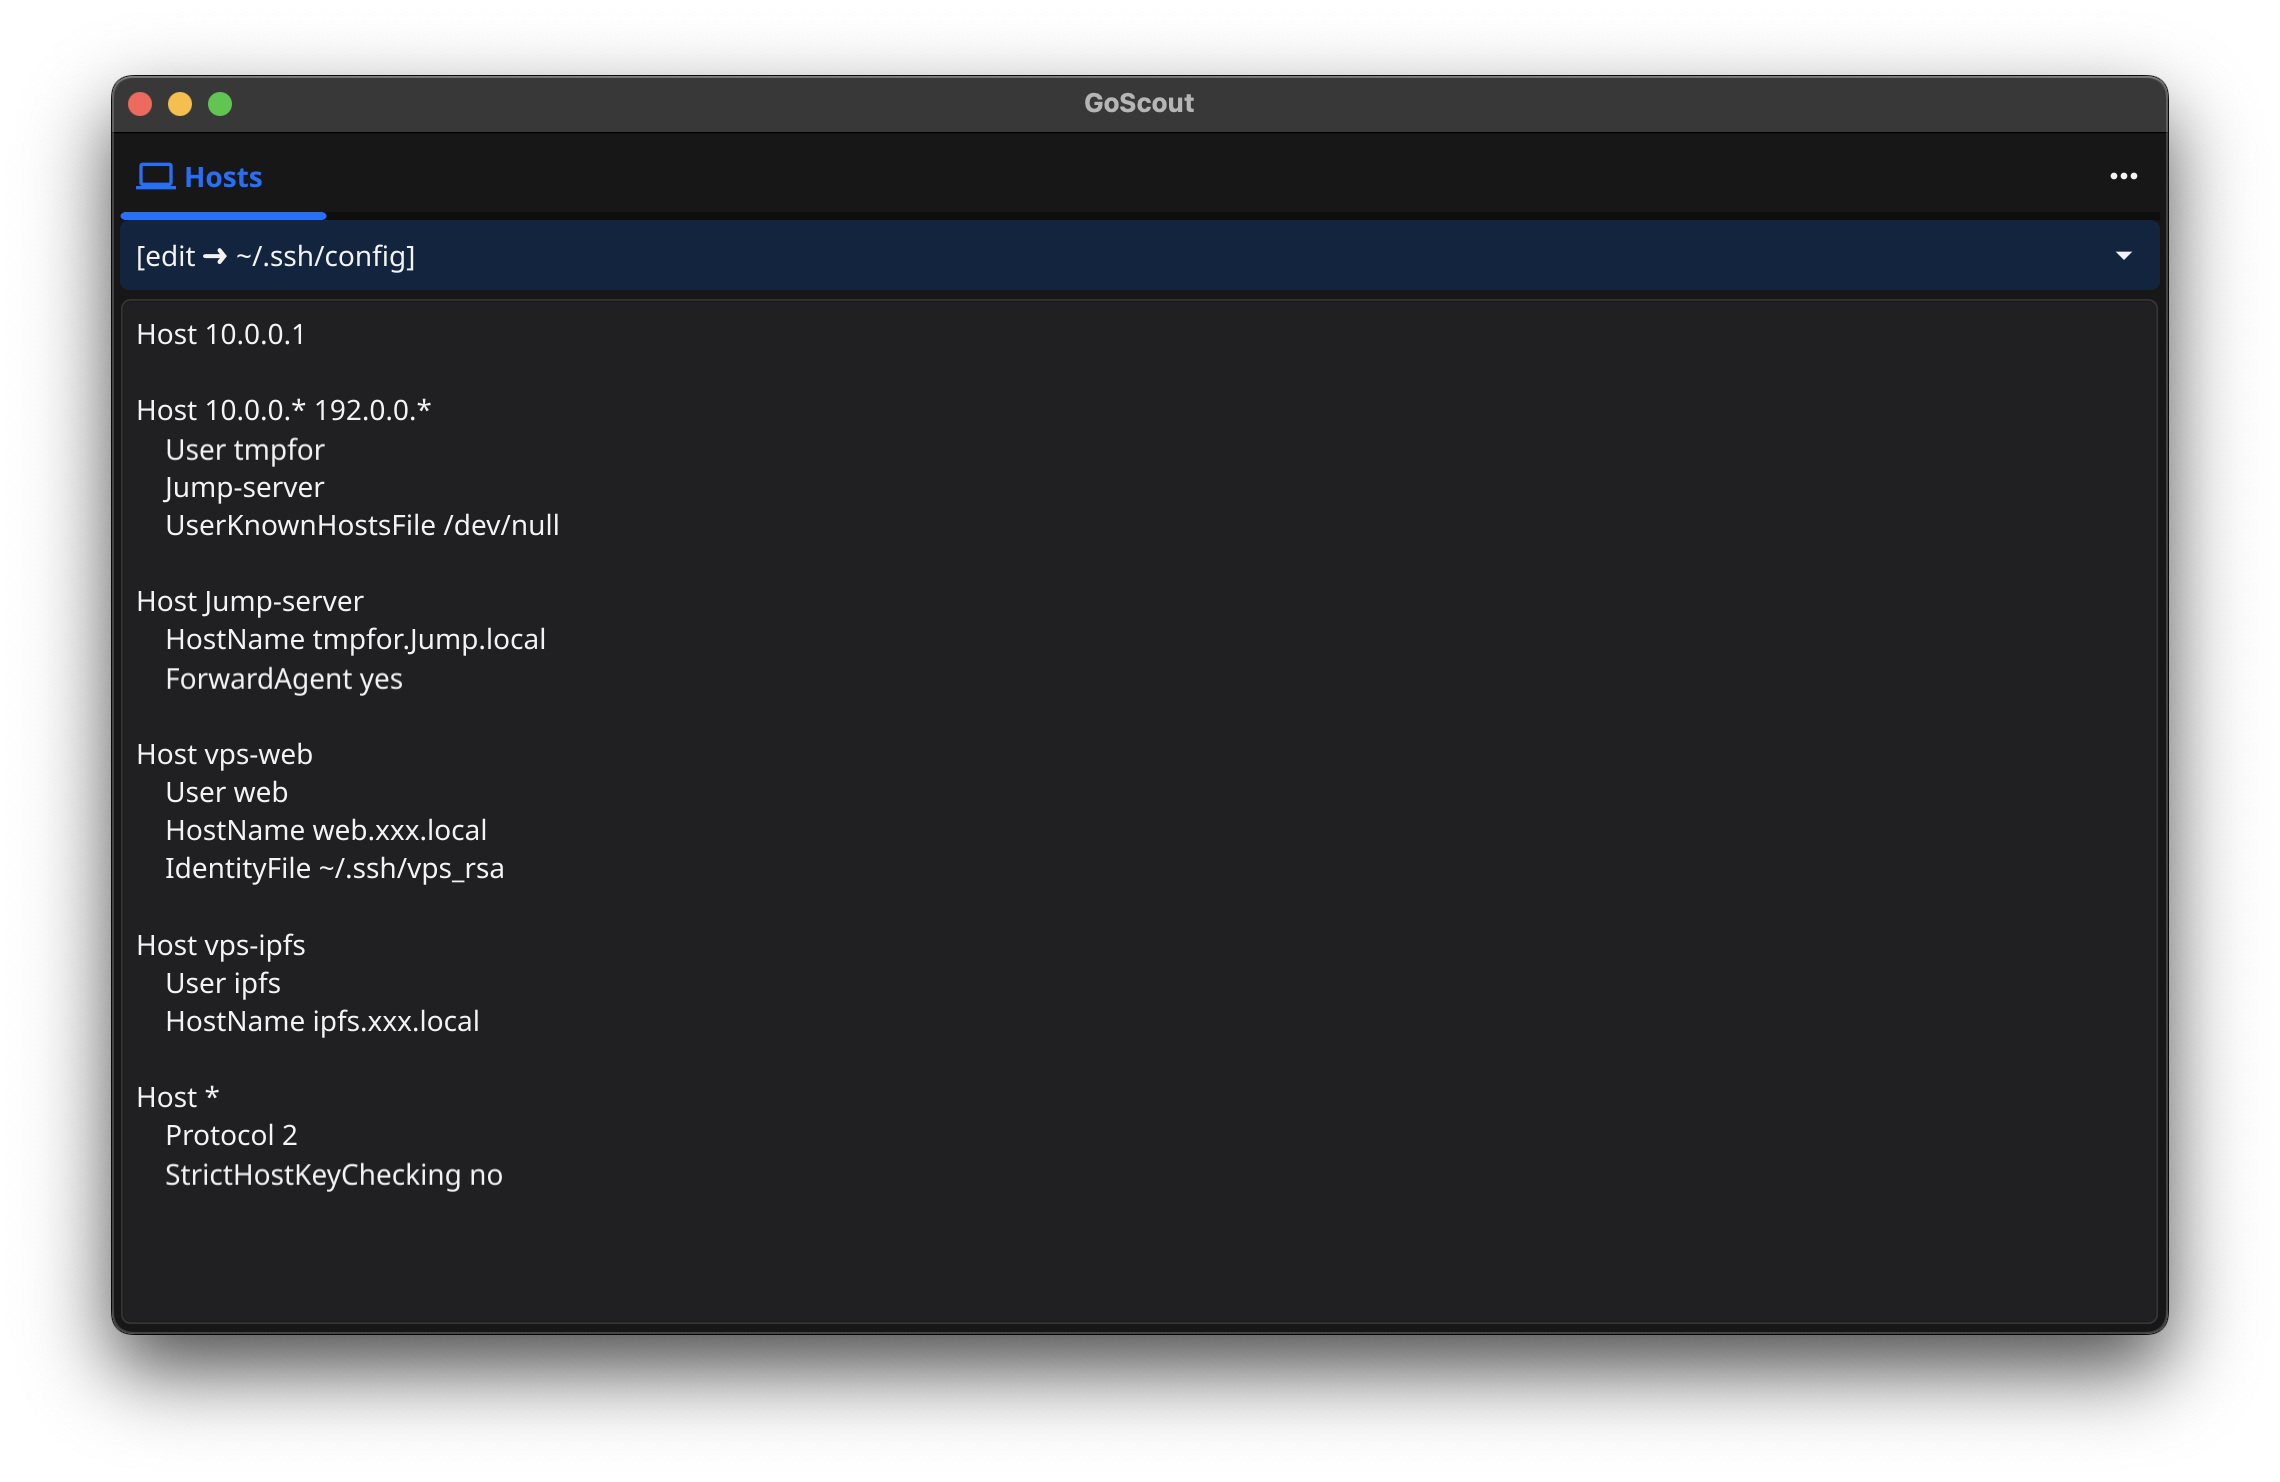 GoScout
Hosts
[edit ➜ ~/.ssh/config]
Host 10.0.0.1
Host 10.0.0.* 192.0.0.*
User tmpfor
Jump-server
UserKnownHostsFile /dev/null
Host Jump-server
HostName tmpfor.Jump.local
ForwardAgent yes
Host vps-web
User web
HostName web.xxx.local
IdentityFile ~/.ssh/vps_rsa
Host vps-ipfs
User ipfs
HostName ipfs.xxx.local
Host *
Protocol 2
StrictHostKeyChecking no